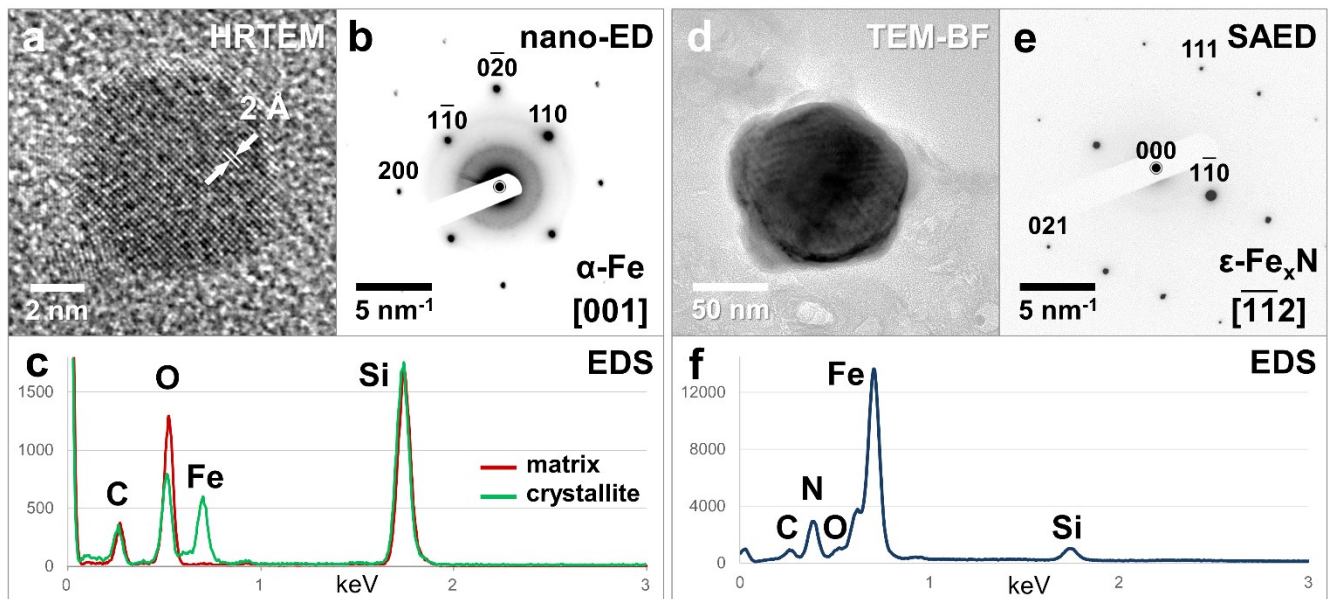 a HRTEM
2 Å
2 nm
b nano-ED
02̅0
11̅0 110
200
5 nm⁻¹
α-Fe
[001]
c EDS
O
Si
C
Fe
1500
1000
500
0
matrix
crystallite
0 1 2 3
keV
d TEM-BF
50 nm
e SAED
111
000
11̅0
021
5 nm⁻¹
ε-FeₓN
[1̅1̅2]
f EDS
Fe
N
C O
Si
12000
8000
4000
0
0 1 2 3
keV